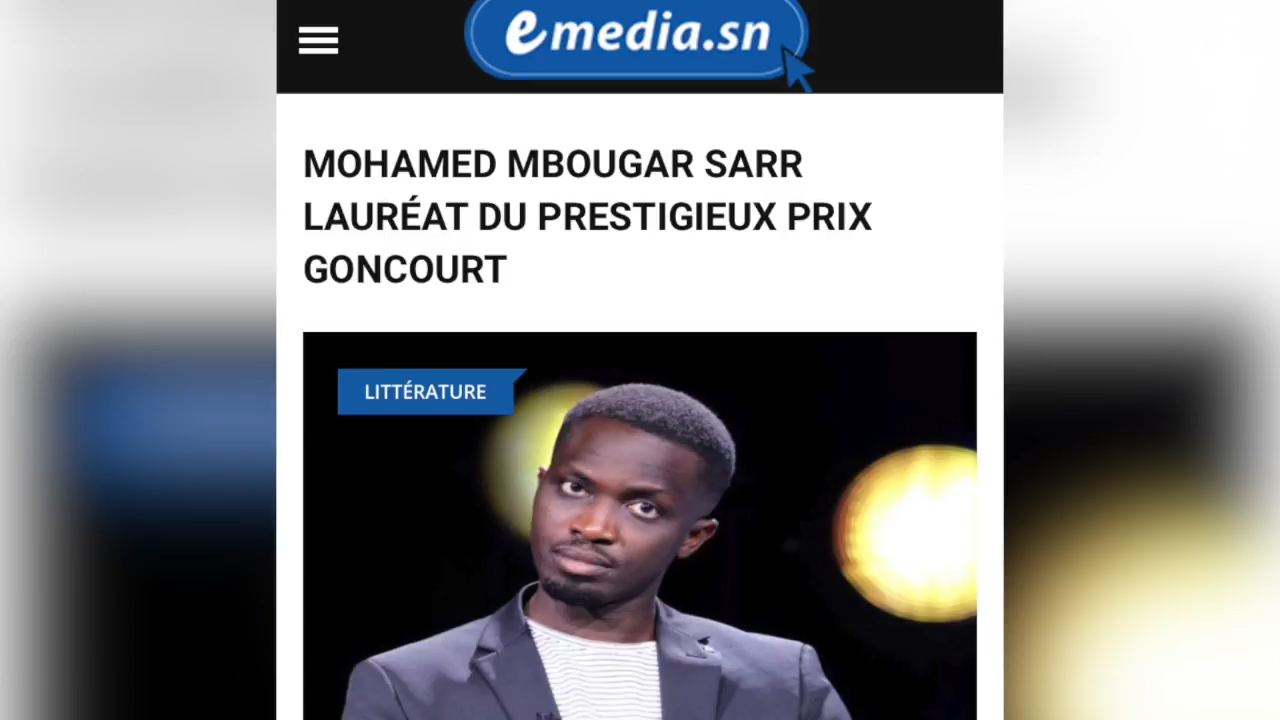 emedia.sn
MOHAMED MBOUGAR SARR
LAURÉAT DU PRESTIGIEUX PRIX
GONCOURT
LITTÉRATURE